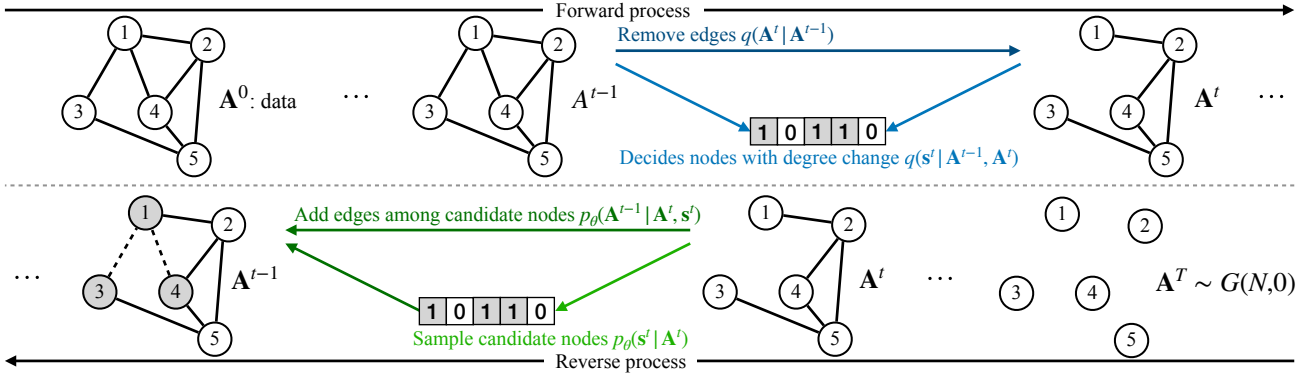 Forward process
1 2 3 4 5
𝐀⁰: data
...
1 2 3 4 5
Aᵗ⁻¹
Remove edges q(𝐀ᵗ | 𝐀ᵗ⁻¹)
1 0 1 1 0
Decides nodes with degree change q(𝐬ᵗ | 𝐀ᵗ⁻¹, 𝐀ᵗ)
1 2 3 4 5
𝐀ᵗ
...
...
1 2 3 4 5
𝐀ᵗ⁻¹
Add edges among candidate nodes p_θ(𝐀ᵗ⁻¹ | 𝐀ᵗ, 𝐬ᵗ)
1 0 1 1 0
Sample candidate nodes p_θ(𝐬ᵗ | 𝐀ᵗ)
1 2 3 4 5
𝐀ᵗ
...
1 2 3 4 5
𝐀ᵀ ∼ G(N,0)
Reverse process